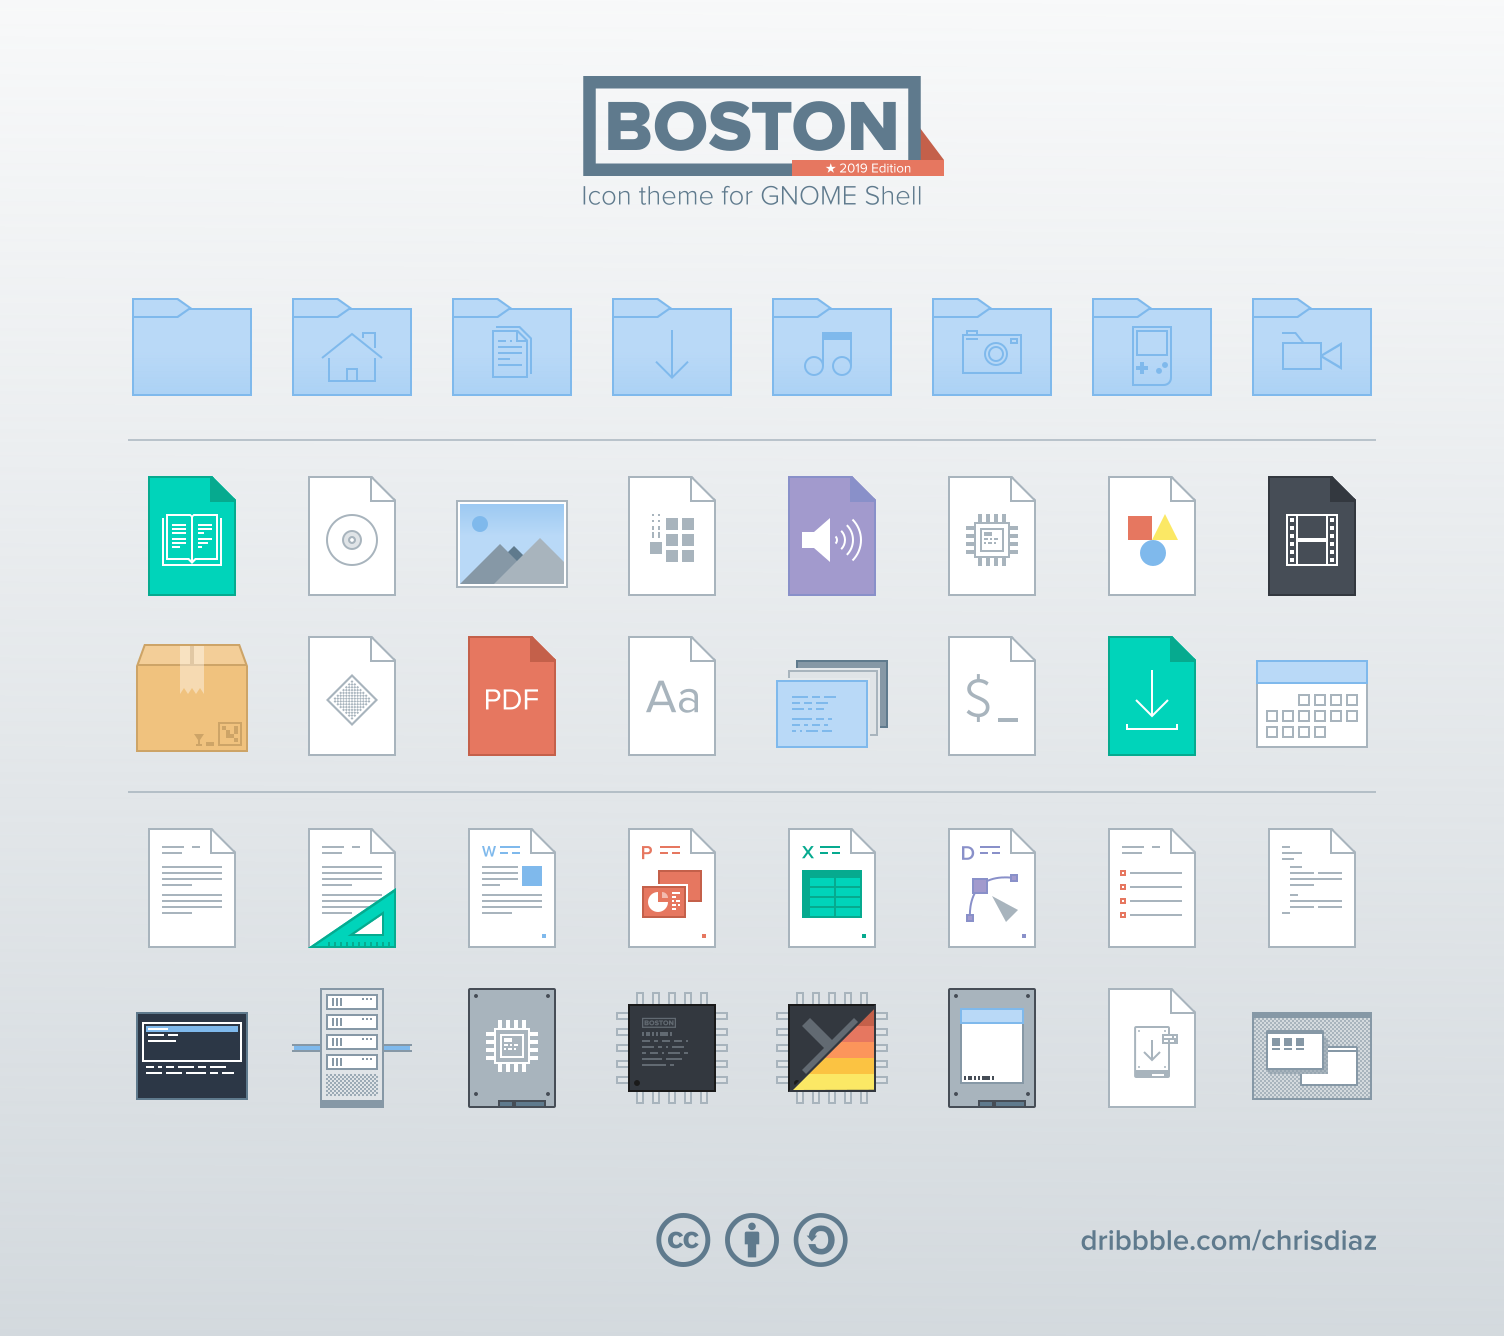 BOSTON
★ 2019 Edition
Icon theme for GNOME Shell
PDF
Aa
$_
W
P
X
D
BOSTON
cc
dribbble.com/chrisdiaz